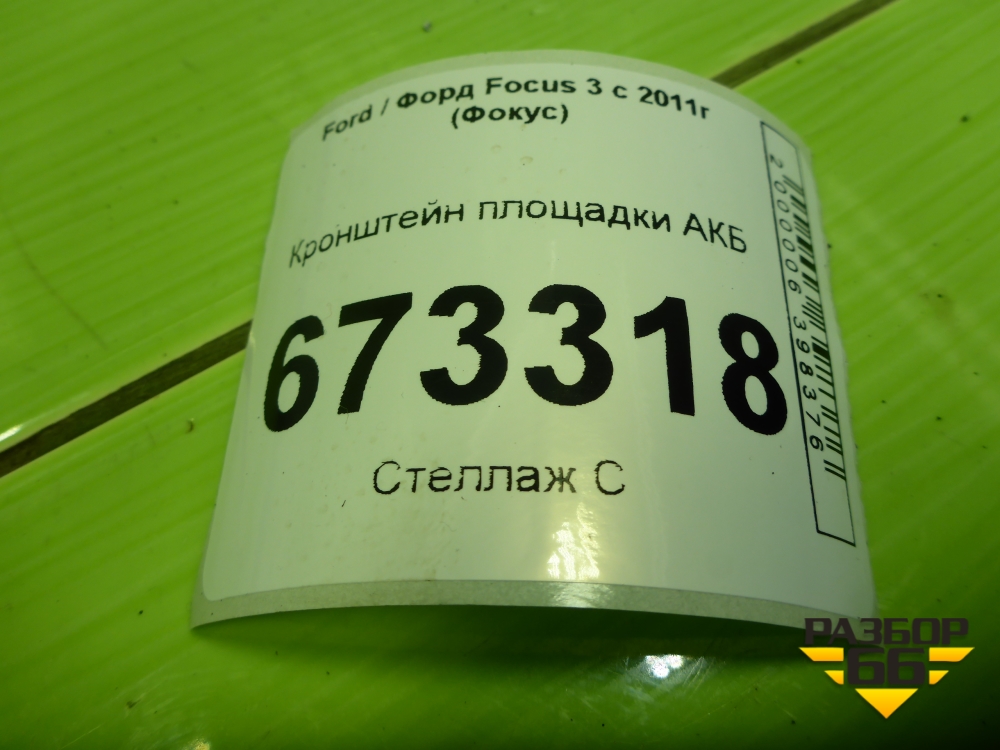 Ford / Форд Focus 3 с 2011г
(Фокус)
Кронштейн площадки АКБ
673318
Стеллаж С
2000006398376
РАЗБОР
66